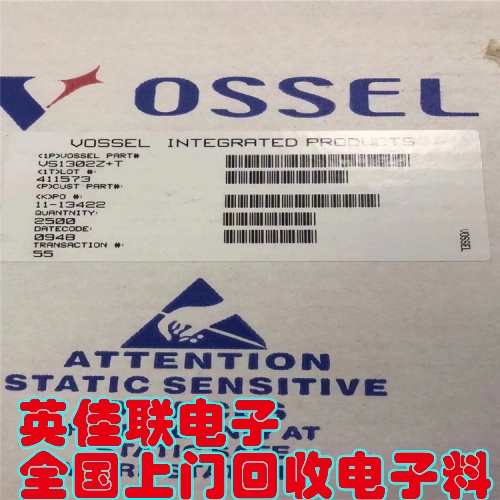 VOSSEL
VOSSEL INTEGRATED PRODUCTS
(1P)VOSSEL PART#
VS1302Z+T
(1T)LOT #:
411573
(P)CUST PART#:
(K)PO #:
11-13422
QUANTNITY:
2500
DATECODE:
0948
TRANSACTION #:
55
VOSSEL
ATTENTION
STATIC SENSITIVE
英佳联电子
全国上门回收电子料